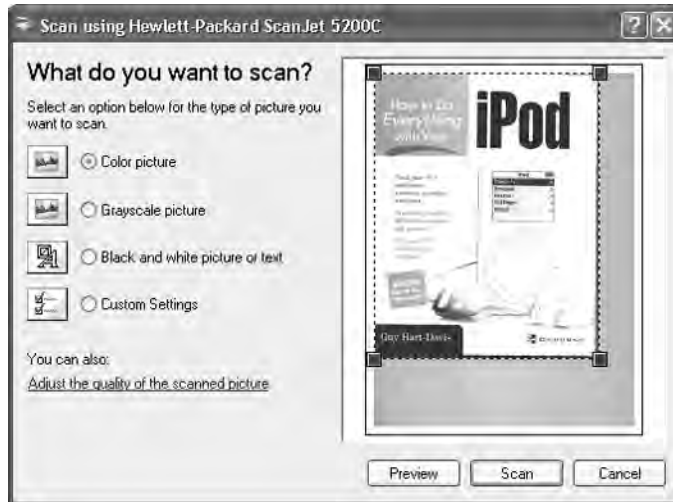 Scan using Hewlett-Packard ScanJet 5200C
What do you want to scan?
Select an option below for the type of picture you
want to scan.
Color picture
Grayscale picture
Black and white picture or text
Custom Settings
You can also:
Adjust the quality of the scanned picture
How to Do
Everything
with Your
iPod
Guy Hart-Davis
Preview
Scan
Cancel